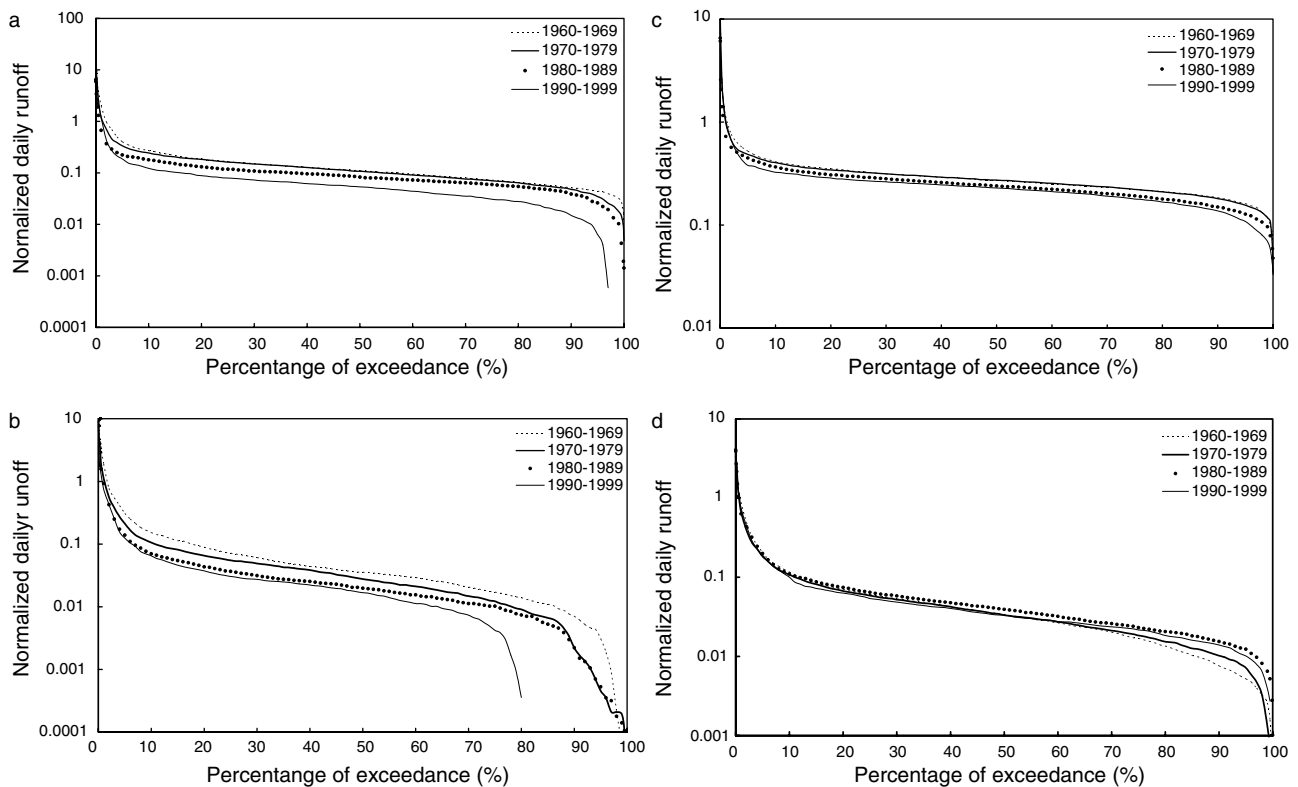 a
100
10
1
0.1
0.01
0.001
0.0001
Nornalized daily runoff
0 10 20 30 40 50 60 70 80 90 100
Percentange of exceedance (%)
1960-1969
1970-1979
1980-1989
1990-1999
c
10
1
0.1
0.01
Normalized daily runoff
0 10 20 30 40 50 60 70 80 90 100
Percentage of exceedance (%)
1960-1969
1970-1979
1980-1989
1990-1999
b
10
1
0.1
0.01
0.0001
0.0001
Normalized dailyr unoff
0 10 20 30 40 50 60 70 80 90 100
Percentange of exceedance (%)
1960-1969
1970-1979
1980-1989
1990-1999
d
10
1
0.1
0.01
0.001
Normalized daily runoff
0 10 20 30 40 50 60 70 80 90 100
Percentage of exceedance (%)
1960-1969
1970-1979
1980-1989
1990-1999